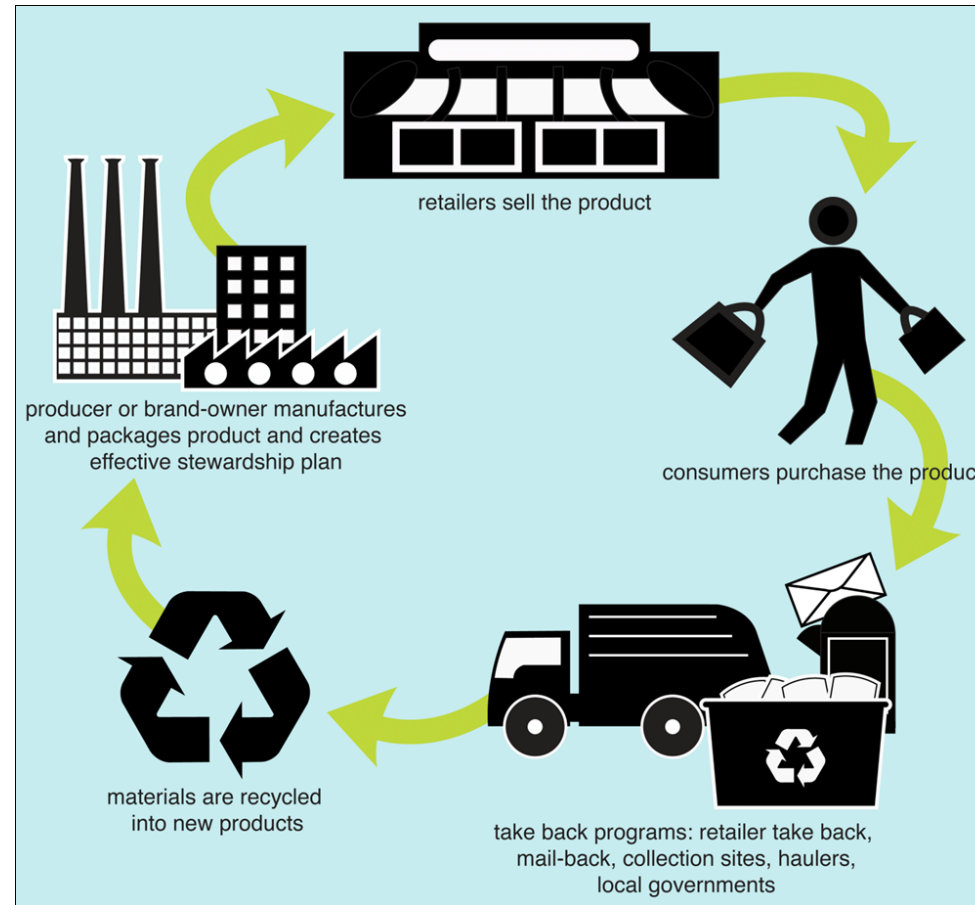 retailers sell the product
producer or brand-owner manufactures
and packages product and creates
effective stewardship plan
consumers purchase the produc
materials are recycled
into new products
take back programs: retailer take back,
mail-back, collection sites, haulers,
local governments